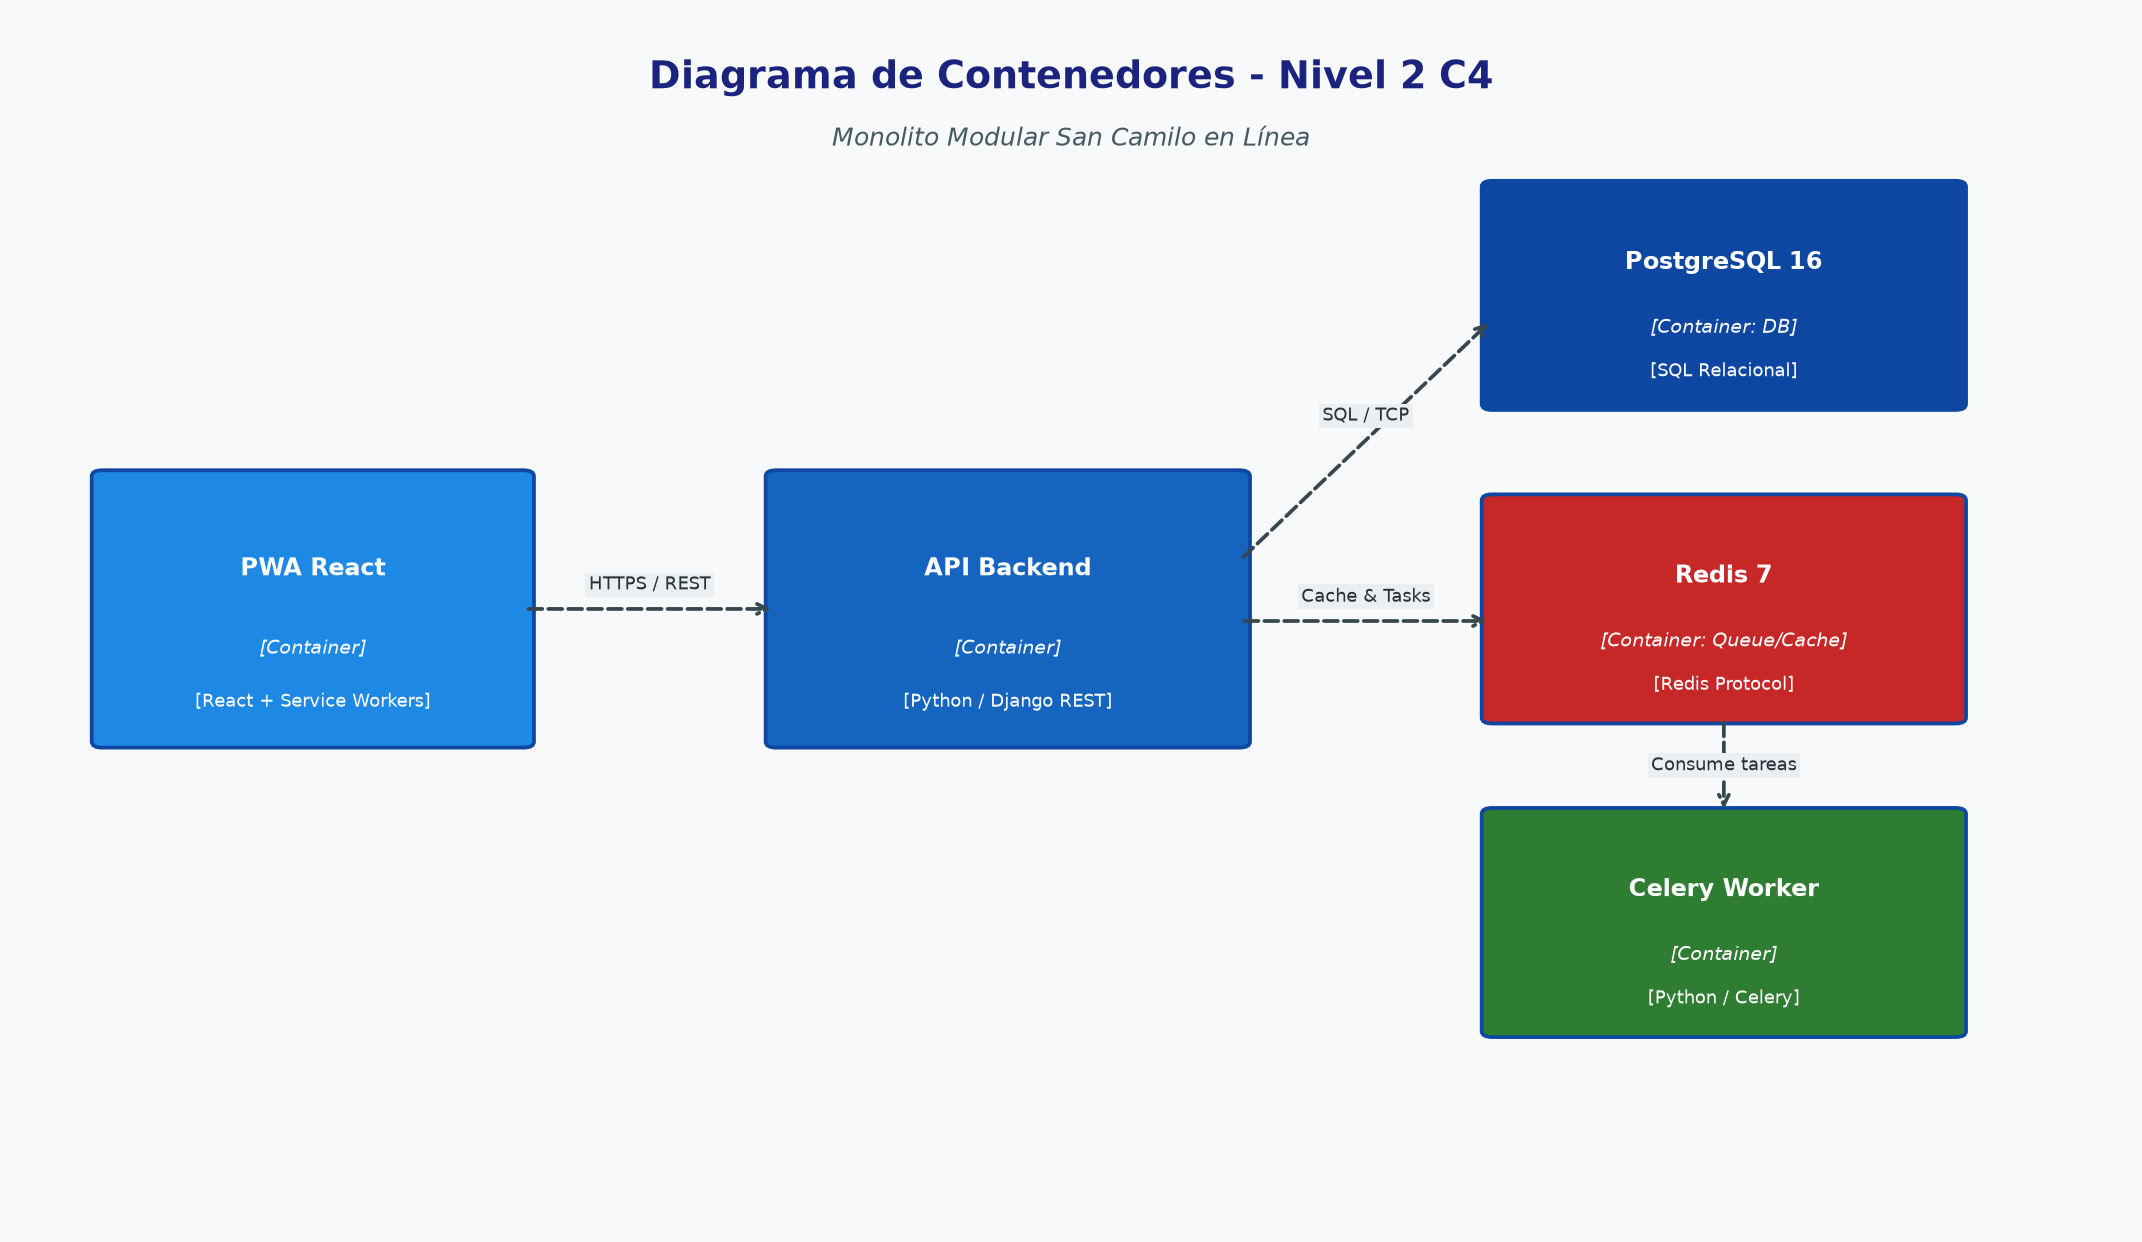 Diagrama de Contenedores - Nivel 2 C4
Monolito Modular San Camilo en Línea
PWA React
[Container]
[React + Service Workers]
HTTPS / REST
API Backend
[Container]
[Python / Django REST]
SQL / TCP
PostgreSQL 16
[Container: DB]
[SQL Relacional]
Cache & Tasks
Redis 7
[Container: Queue/Cache]
[Redis Protocol]
Consume tareas
Celery Worker
[Container]
[Python / Celery]